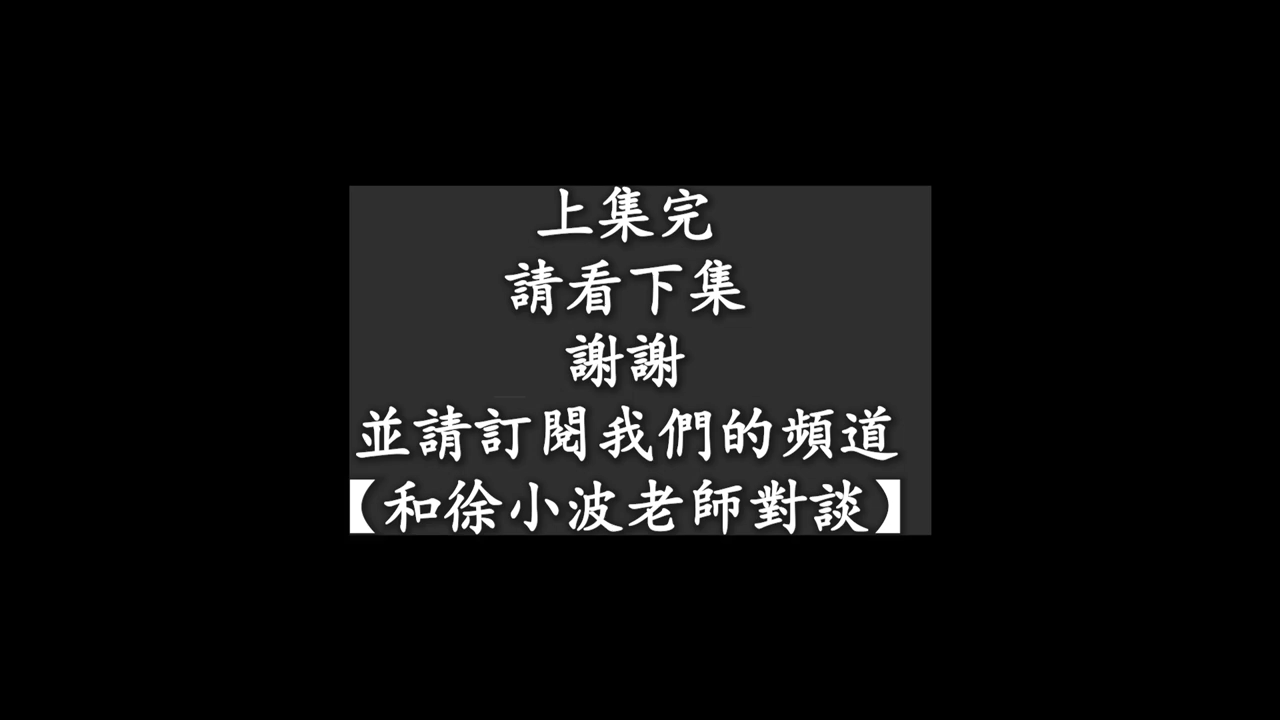 上集完
請看下集
謝謝
並請訂閱我們的頻道
【和徐小波老師對談】